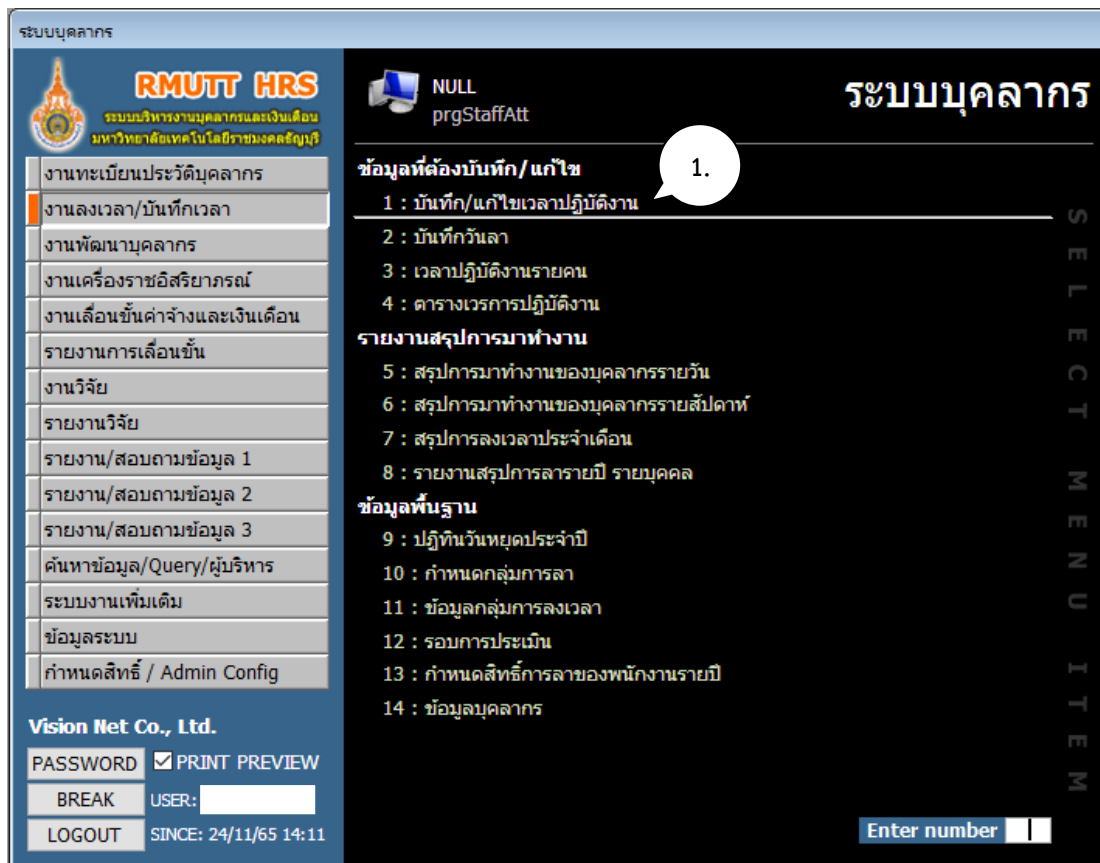 ระบบบุคลากร
RMUTT HRS
ระบบบริหารงานบุคลากรและเงินเดือน
มหาวิทยาลัยเทคโนโลยีราชมงคลธัญบุรี
งานทะเบียนประวัติบุคลากร
งานลงเวลา/บันทึกเวลา
งานพัฒนาบุคลากร
งานเครื่องราชอิสริยาภรณ์
งานเลื่อนขั้นค่าจ้างและเงินเดือน
รายงานการเลื่อนขั้น
งานวิจัย
รายงานวิจัย
รายงาน/สอบถามข้อมูล 1
รายงาน/สอบถามข้อมูล 2
รายงาน/สอบถามข้อมูล 3
ค้นหาข้อมูล/Query/ผู้บริหาร
ระบบงานเพิ่มเติม
ข้อมูลระบบ
กำหนดสิทธิ์ / Admin Config
Vision Net Co., Ltd.
PASSWORD PRINT PREVIEW
BREAK USER:
LOGOUT SINCE: 24/11/65 14:11
NULL
prgStaffAtt
ระบบบุคลากร
ข้อมูลที่ต้องบันทึก/แก้ไข
1.
1 : บันทึก/แก้ไขเวลาปฏิบัติงาน
2 : บันทึกวันลา
3 : เวลาปฏิบัติงานรายคน
4 : ตารางเวรการปฏิบัติงาน
รายงานสรุปการมาทำงาน
5 : สรุปการมาทำงานของบุคลากรรายวัน
6 : สรุปการมาทำงานของบุคลากรรายสัปดาห์
7 : สรุปการลงเวลาประจำเดือน
8 : รายงานสรุปการลารายปี รายบุคคล
ข้อมูลพื้นฐาน
9 : ปฏิทินวันหยุดประจำปี
10 : กำหนดกลุ่มการลา
11 : ข้อมูลกลุ่มการลงเวลา
12 : รอบการประเมิน
13 : กำหนดสิทธิ์การลาของพนักงานรายปี
14 : ข้อมูลบุคลากร
SELECT MENU ITEM
Enter number